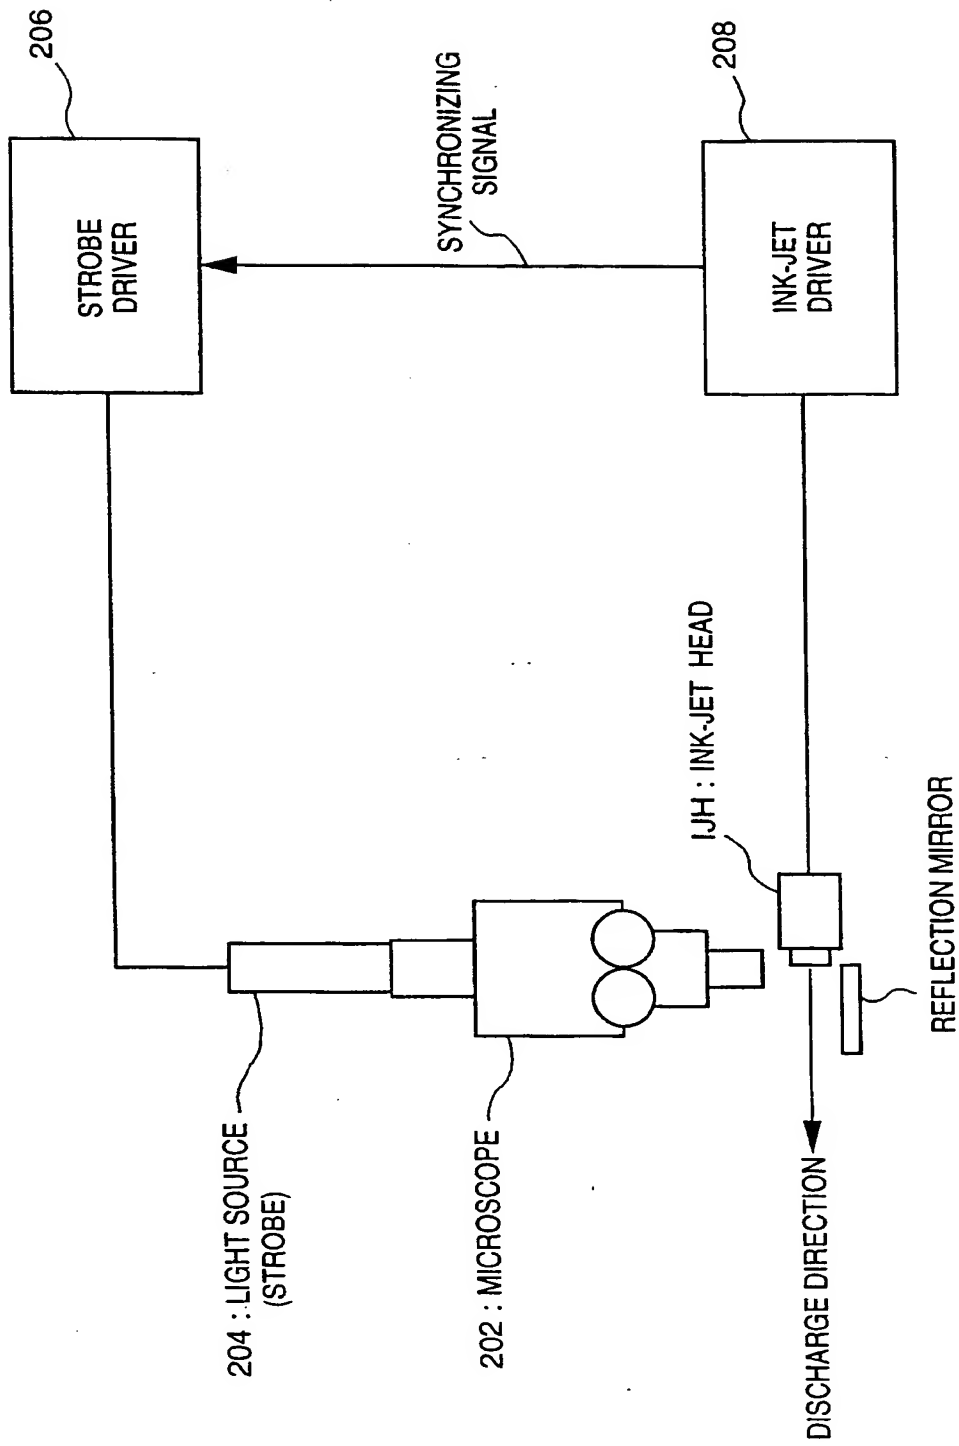 206
STROBE
DRIVER
SYNCHRONIZING
SIGNAL
208
INK-JET
DRIVER
204 : LIGHT SOURCE
(STROBE)
202 : MICROSCOPE
IJH : INK-JET HEAD
REFLECTION MIRROR
DISCHARGE DIRECTION